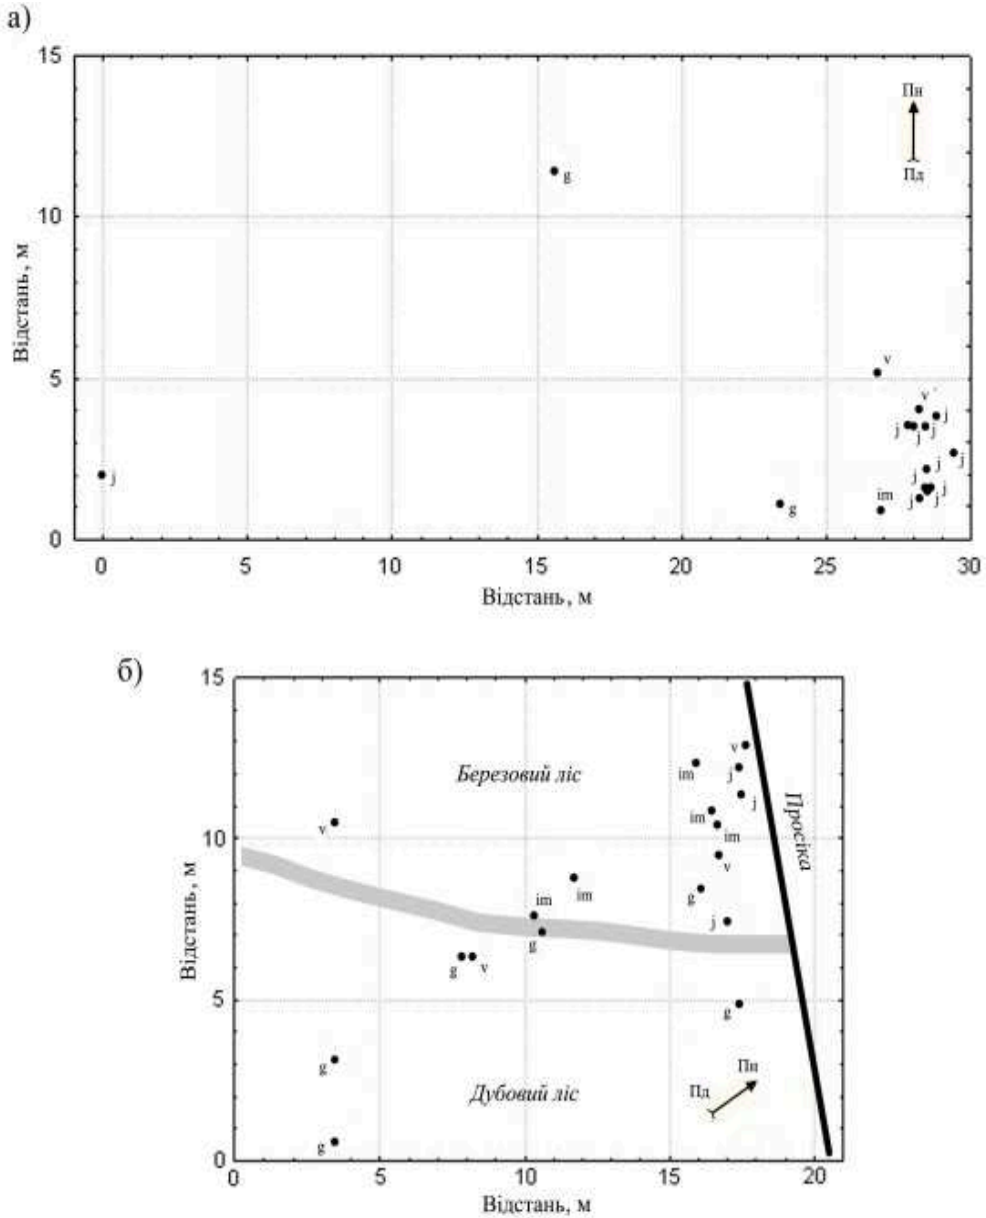 а)
15
Пн
Пд
g
10
Відстань, м
v
5
v
j
j
j
j
j
j
j
j
j
im
j
j
g
0
0
5
10
15
20
25
30
Відстань, м
б)
15
v
Березовий ліс
im
j
j
Просіка
v
im
im
10
v
im
im
g
j
Відстань, м
g
g
v
5
g
Пн
g
Пд
Дубовий ліс
g
0
0
5
10
15
20
Відстань, м